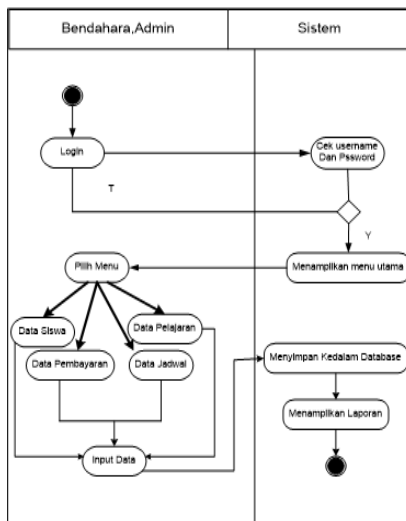 Bendahara,Admin
Sistem
Login
Cek username
Dan Pssword
T
Y
Pilih Menu
Menampilkan menu utama
Data Siswa
Data Pelajaran
Data Pembayaran
Data Jadwal
Menyimpan Kedalam Database
Menampilkan Laporan
Input Data